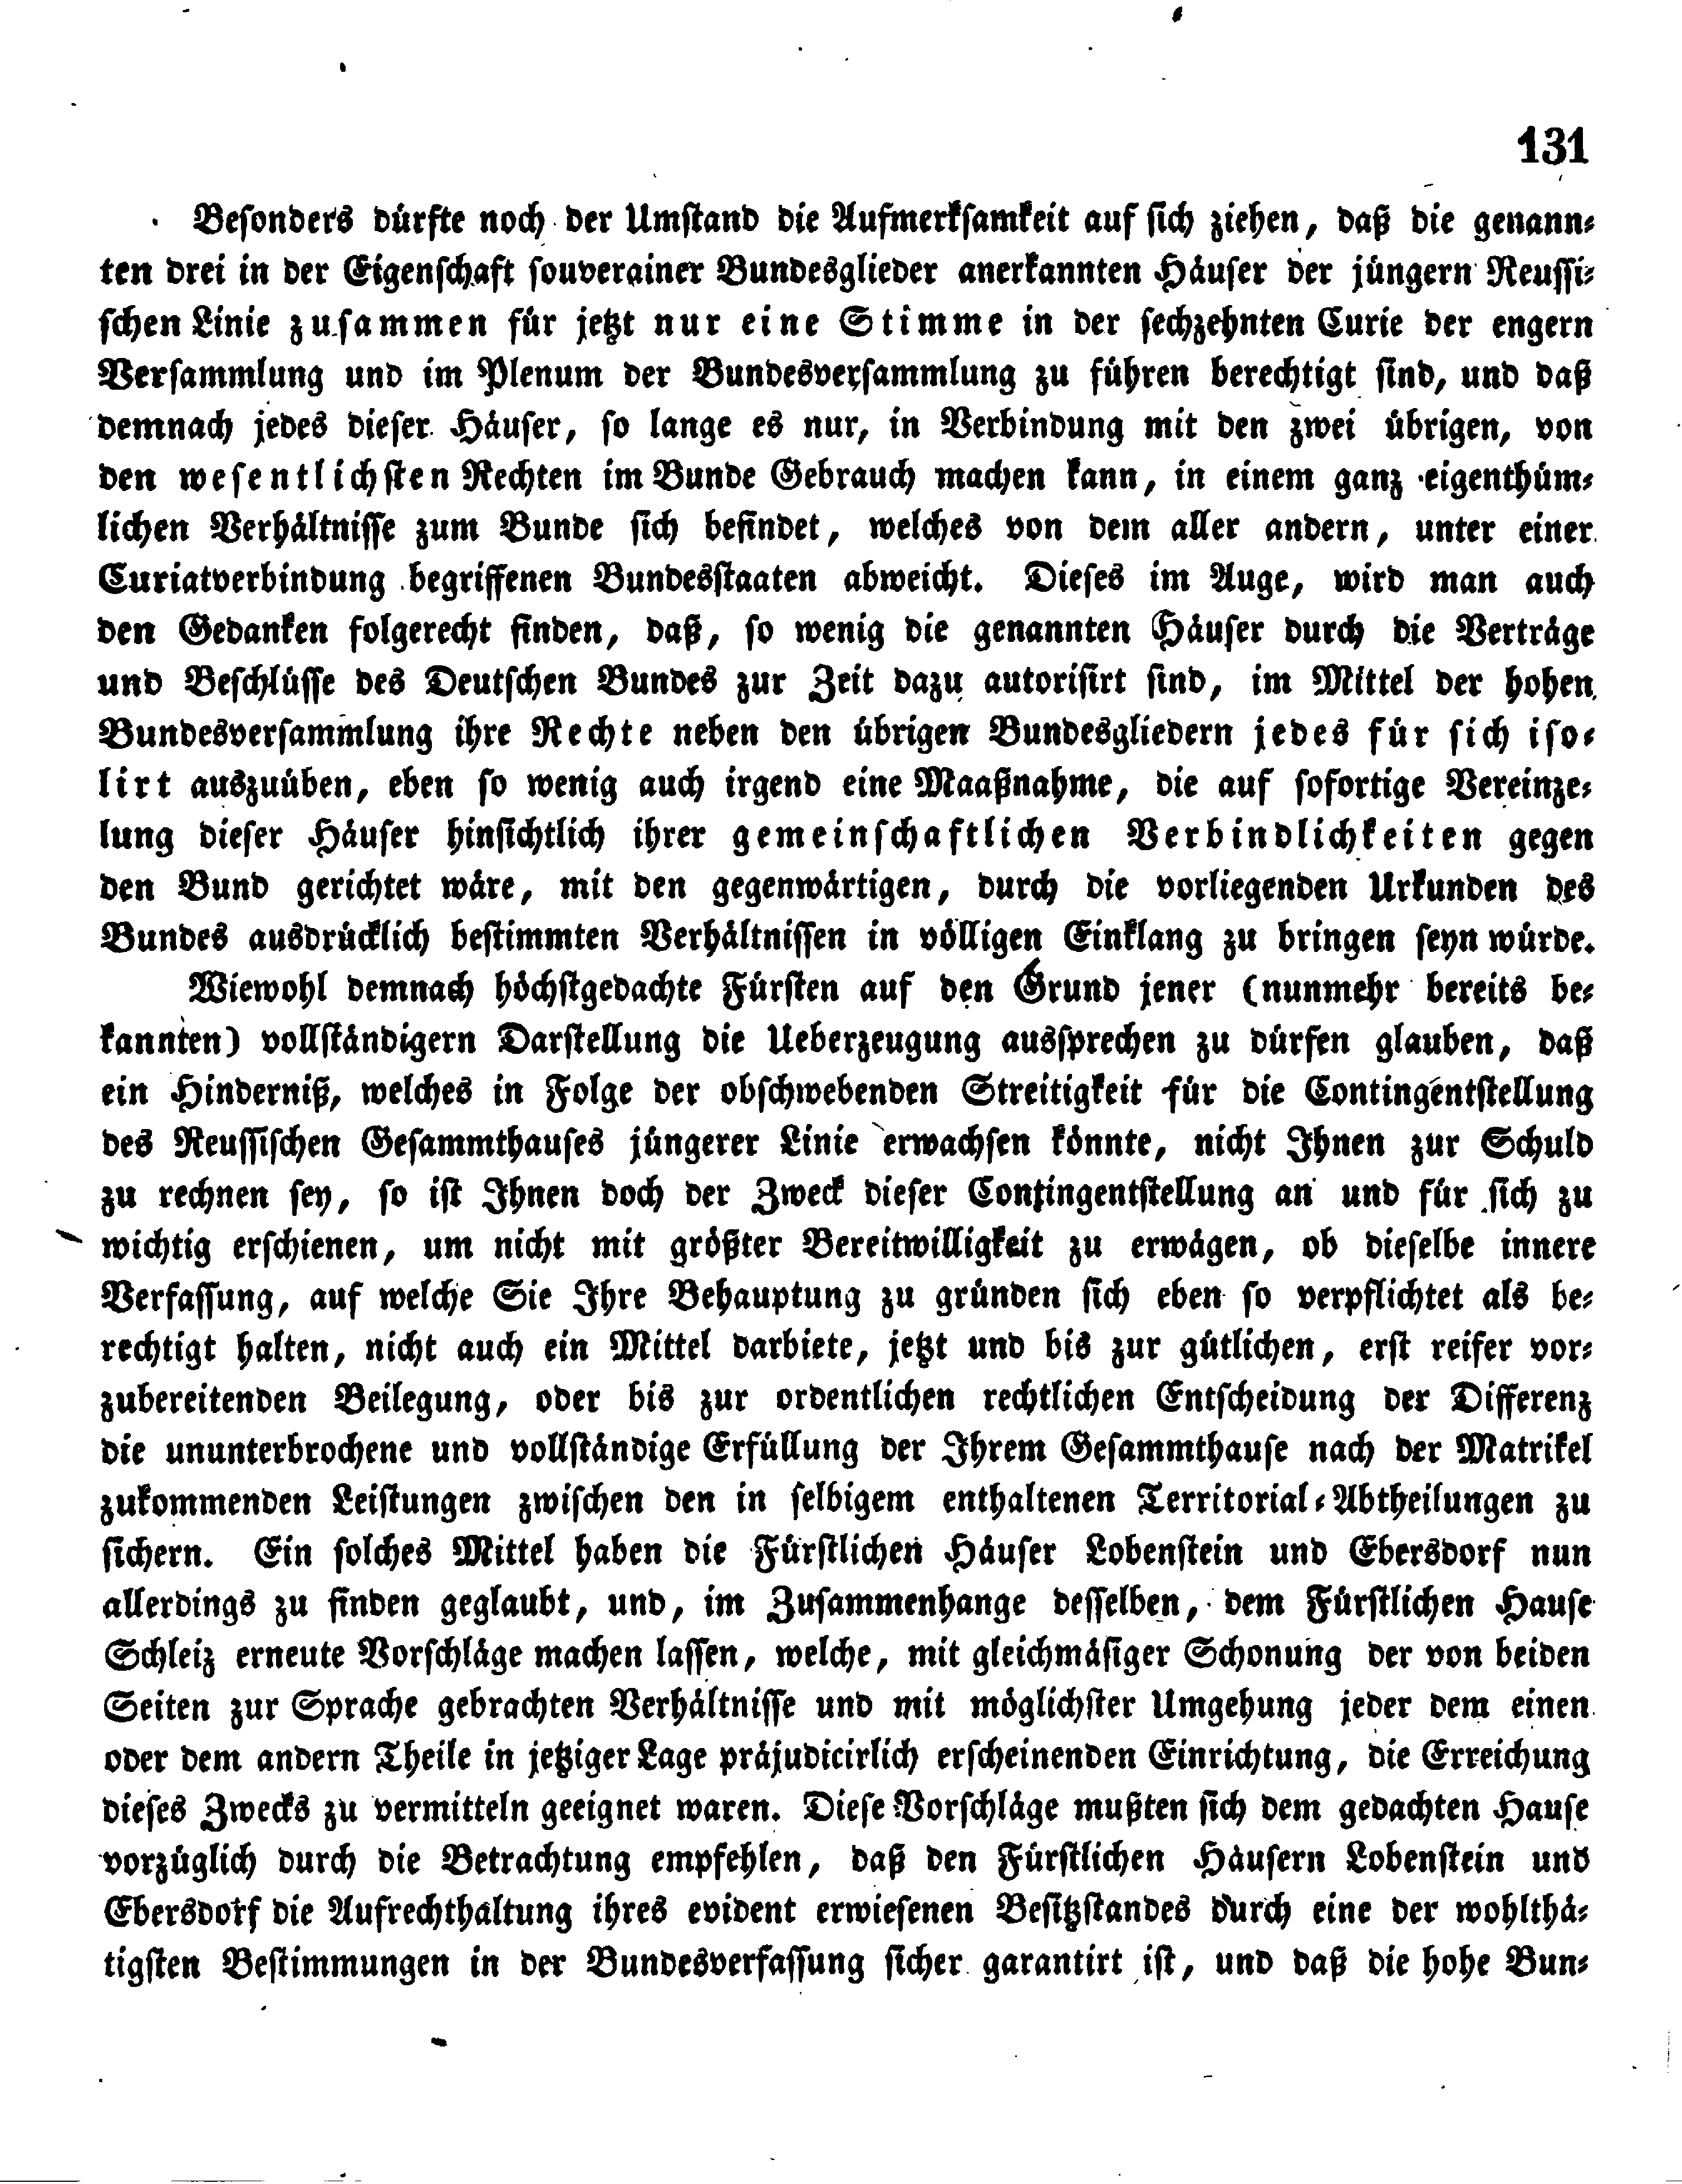 131
Besonders dürfte noch der Umstand die Aufmerksamkeit auf sich ziehen, daß die genann-
ten drei in der Eigenschaft souverainer Bundesglieder anerkannten Häuser der jüngern Reussi-
schen Linie zusammen für jetzt nur eine Stimme in der sechzehnten Curie der engern
Versammlung und im Plenum der Bundesversammlung zu führen berechtigt sind, und daß
demnach jedes dieser Häuser, so lange es nur, in Verbindung mit den zwei übrigen, von
den wesentlichsten Rechten im Bunde Gebrauch machen kann, in einem ganz eigenthüm-
lichen Verhältnisse zum Bunde sich befindet, welches von dem aller andern, unter einer
Curiatverbindung begriffenen Bundesstaaten abweicht. Dieses im Auge, wird man auch
den Gedanken folgerecht finden, daß, so wenig die genannten Häuser durch die Verträge
und Beschlüsse des Deutschen Bundes zur Zeit dazu autorisirt sind, im Mittel der hohen
Bundesversammlung ihre Rechte neben den übrigen Bundesgliedern jedes für sich iso-
lirt auszuüben, eben so wenig auch irgend eine Maaßnahme, die auf sofortige Vereinze-
lung dieser Häuser hinsichtlich ihrer gemeinschaftlichen Verbindlichkeiten gegen
den Bund gerichtet wäre, mit den gegenwärtigen, durch die vorliegenden Urkunden des
Bundes ausdrücklich bestimmten Verhältnissen in völligen Einklang zu bringen seyn würde.
Wiewohl demnach höchstgedachte Fürsten auf den Grund jener (nunmehr bereits be-
kannten) vollständigern Darstellung die Ueberzeugung aussprechen zu dürfen glauben, daß
ein Hinderniß, welches in Folge der obschwebenden Streitigkeit für die Contingentstellung
des Reussischen Gesammthauses jüngerer Linie erwachsen könnte, nicht Ihnen zur Schuld
zu rechnen sey, so ist Ihnen doch der Zweck dieser Contingentstellung an und für sich zu
wichtig erschienen, um nicht mit größter Bereitwilligkeit zu erwägen, ob dieselbe innere
Verfassung, auf welche Sie Ihre Behauptung zu gründen sich eben so verpflichtet als be-
rechtigt halten, nicht auch ein Mittel darbiete, jetzt und bis zur gütlichen, erst reifer vor-
zubereitenden Beilegung, oder bis zur ordentlichen rechtlichen Entscheidung der Differenz
die ununterbrochene und vollständige Erfüllung der Ihrem Gesammthause nach der Matrikel
zukommenden Leistungen zwischen den in selbigem enthaltenen Territorial-Abtheilungen zu
sichern. Ein solches Mittel haben die Fürstlichen Häuser Lobenstein und Ebersdorf nun
allerdings zu finden geglaubt, und, im Zusammenhange desselben, dem Fürstlichen Hause
Schleiz erneute Vorschläge machen lassen, welche, mit gleichmäsiger Schonung der von beiden
Seiten zur Sprache gebrachten Verhältnisse und mit möglichster Umgehung jeder dem einen
oder dem andern Theile in jetziger Lage präjudicirlich erscheinenden Einrichtung, die Erreichung
dieses Zwecks zu vermitteln geeignet waren. Diese Vorschläge mußten sich dem gedachten Hause
vorzüglich durch die Betrachtung empfehlen, daß den Fürstlichen Häusern Lobenstein und
Ebersdorf die Aufrechthaltung ihres evident erwiesenen Besitzstandes durch eine der wohlthä-
tigsten Bestimmungen in der Bundesverfassung sicher garantirt ist, und daß die hohe Bun-